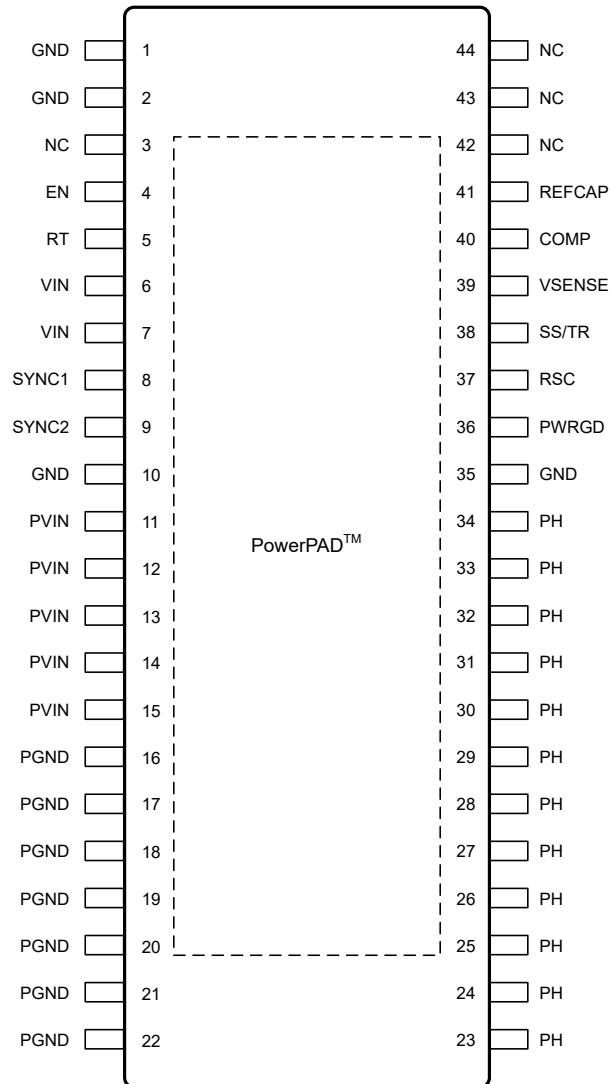 GND 1 44 NC
GND 2 43 NC
NC 3 42 NC
EN 4 41 REFCAP
RT 5 40 COMP
VIN 6 39 VSENSE
VIN 7 38 SS/TR
SYNC1 8 37 RSC
SYNC2 9 36 PWRGD
GND 10 35 GND
PVIN 11 34 PH
PowerPAD™
PVIN 12 33 PH
PVIN 13 32 PH
PVIN 14 31 PH
PVIN 15 30 PH
PGND 16 29 PH
PGND 17 28 PH
PGND 18 27 PH
PGND 19 26 PH
PGND 20 25 PH
PGND 21 24 PH
PGND 22 23 PH